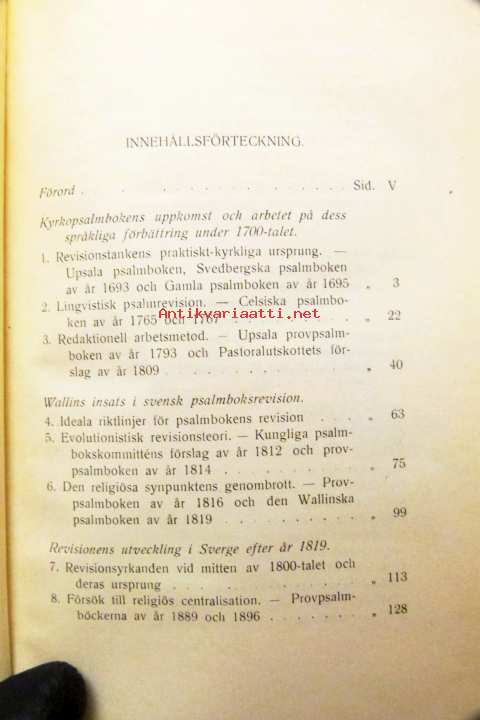 INNEHÅLLSFÖRTECKNING.
Förord . . . . . . . . . . . . Sid. V
Kyrkopsalmbokens uppkomst och arbetet på dess
språkliga förbättring under 1700-talet.
1. Revisionstankens praktiskt-kyrkliga ursprung. —
Upsala psalmboken, Svedbergska psalmboken
av år 1693 och Gamla psalmboken av år 1695 „ 3
2. Lingvistisk psalmrevision. — Celsiska psalmbo-
ken av år 1765 och 1767 . . . . . . „ 22
Antikvariaatti.net
3. Redaktionell arbetsmetod. — Upsala provpsalm-
boken av år 1793 och Pastoralutskottets för-
slag av år 1809 . . . . . . . . . „ 40
Wallins insats i svensk psalmboksrevision.
4. Ideala riktlinjer för psalmbokens revision . . . „ 63
5. Evolutionistisk revisionsteori. — Kungliga psalm-
bokskommitténs förslag av år 1812 och prov-
psalmboken av år 1814 . . . . . . . „ 75
6. Den religiösa synpunktens genombrott. — Prov-
psalmboken av år 1816 och den Wallinska
psalmboken av år 1819 . . . . . . . „ 99
Revisionens utveckling i Sverge efter år 1819.
7. Revisionsyrkanden vid mitten av 1800-talet och
deras ursprung . . . . . . . . . „ 113
8. Försök till religiös centralisation. — Provpsalm-
böckerna av år 1889 och 1896 . . . . . „ 128